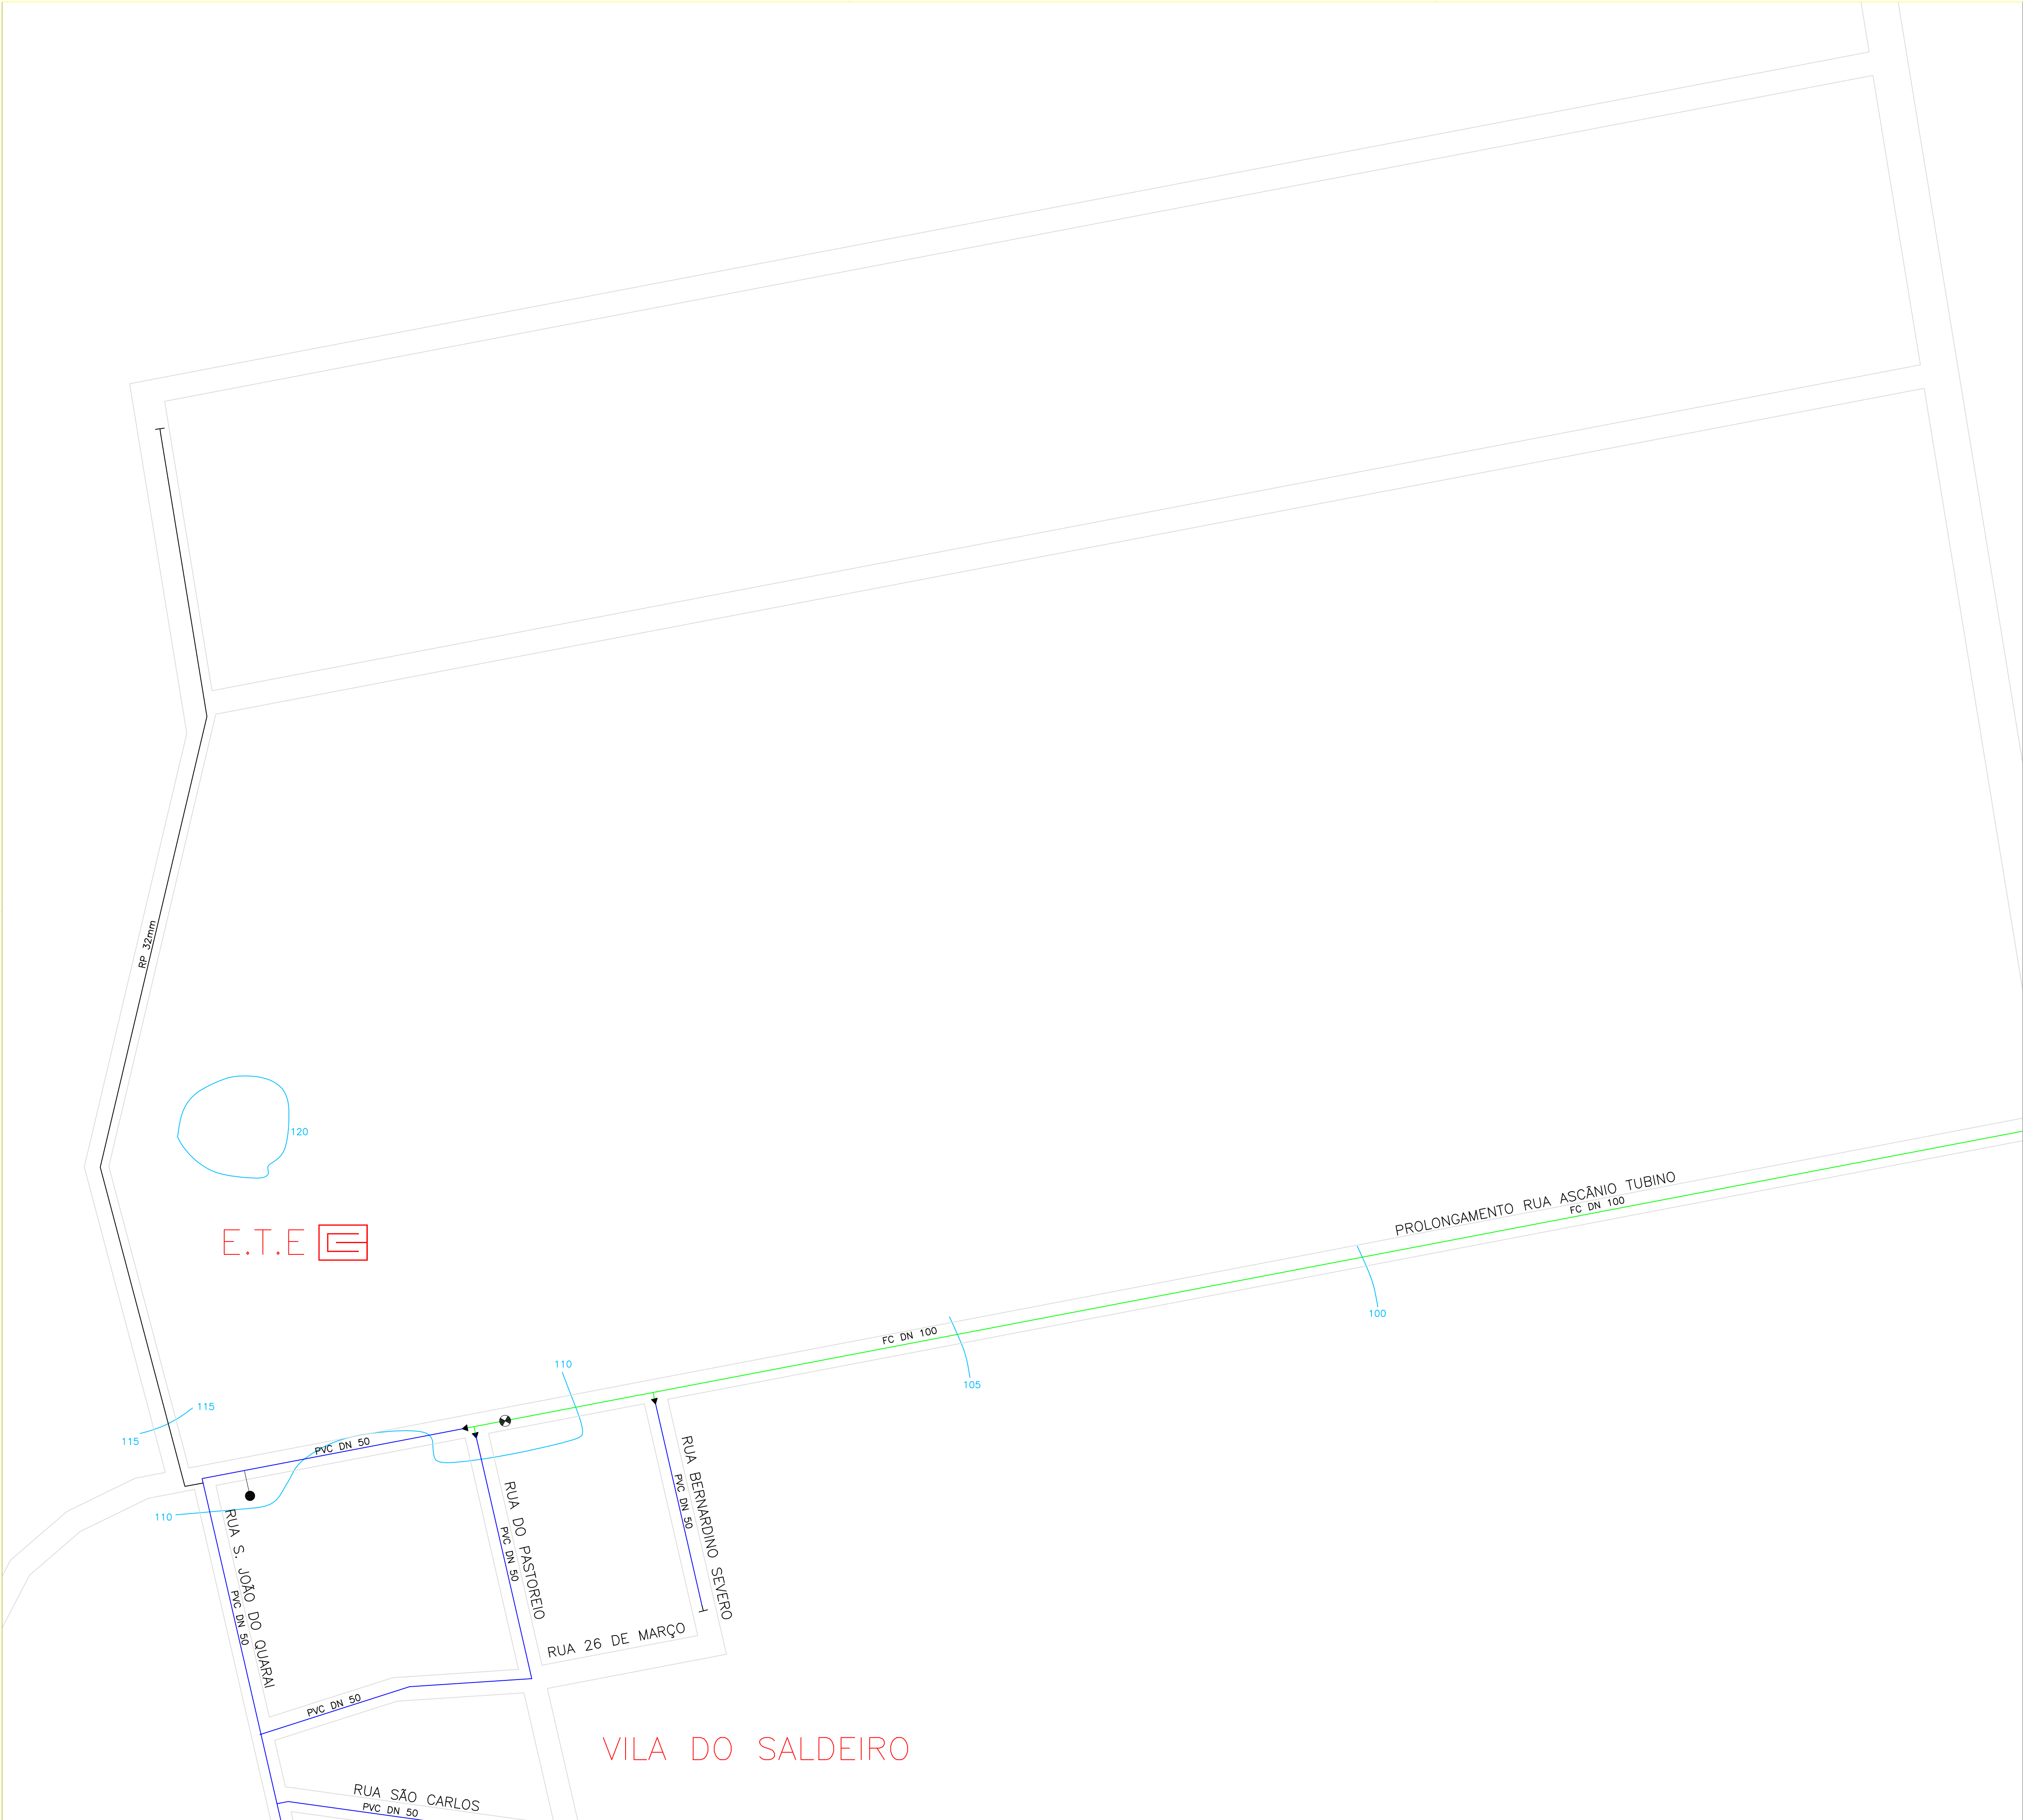 RP 32mm
120
E.T.E
PROLONGAMENTO RUA ASCÂNIO TUBINO
FC DN 100
100
FC DN 100
105
110
115
115
PVC DN 50
110
RUA S. JOÃO DO QUARAI
PVC DN 50
RUA DO PASTOREIO
PVC DN 50
RUA BERNARDINO SEVERO
PVC DN 50
RUA 26 DE MARÇO
PVC DN 50
VILA DO SALDEIRO
RUA SÃO CARLOS
PVC DN 50